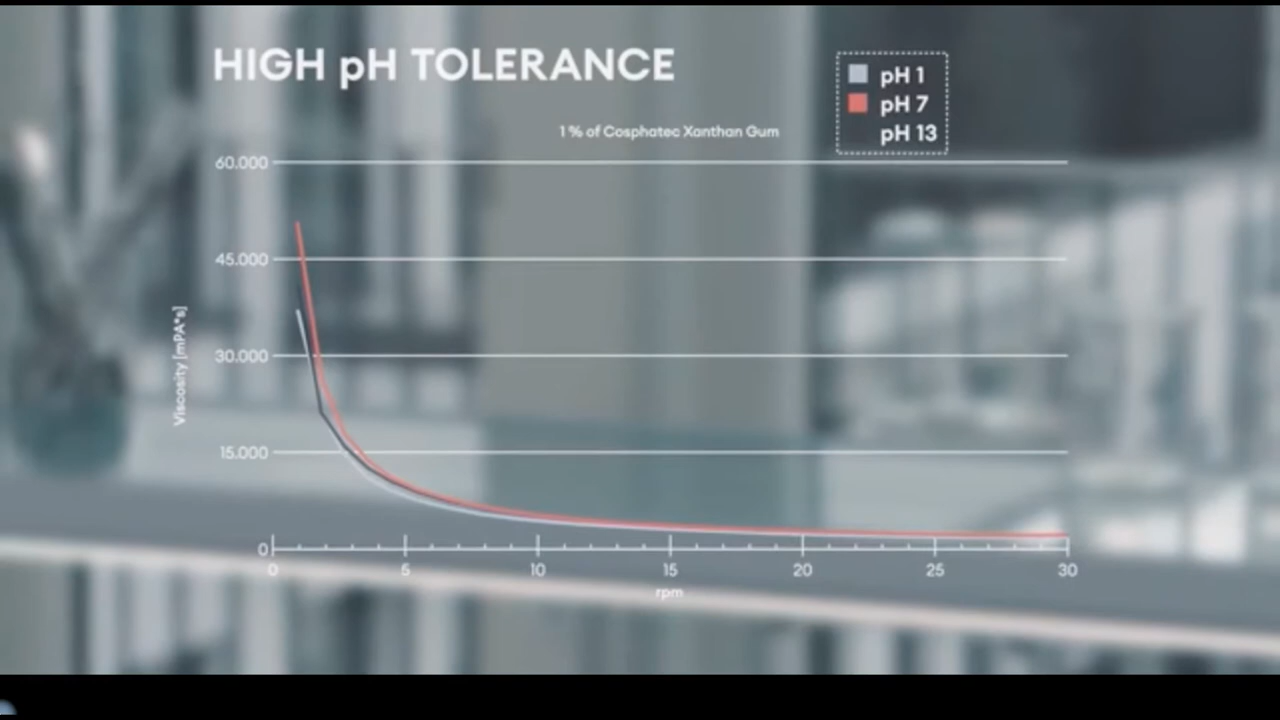 HIGH pH TOLERANCE
pH 1
pH 7
pH 13
1 % of Cosphatec Xanthan Gum
60.000
45.000
30.000
15.000
0
Viscosity [mPA*s]
0 5 10 15 20 25 30
rpm